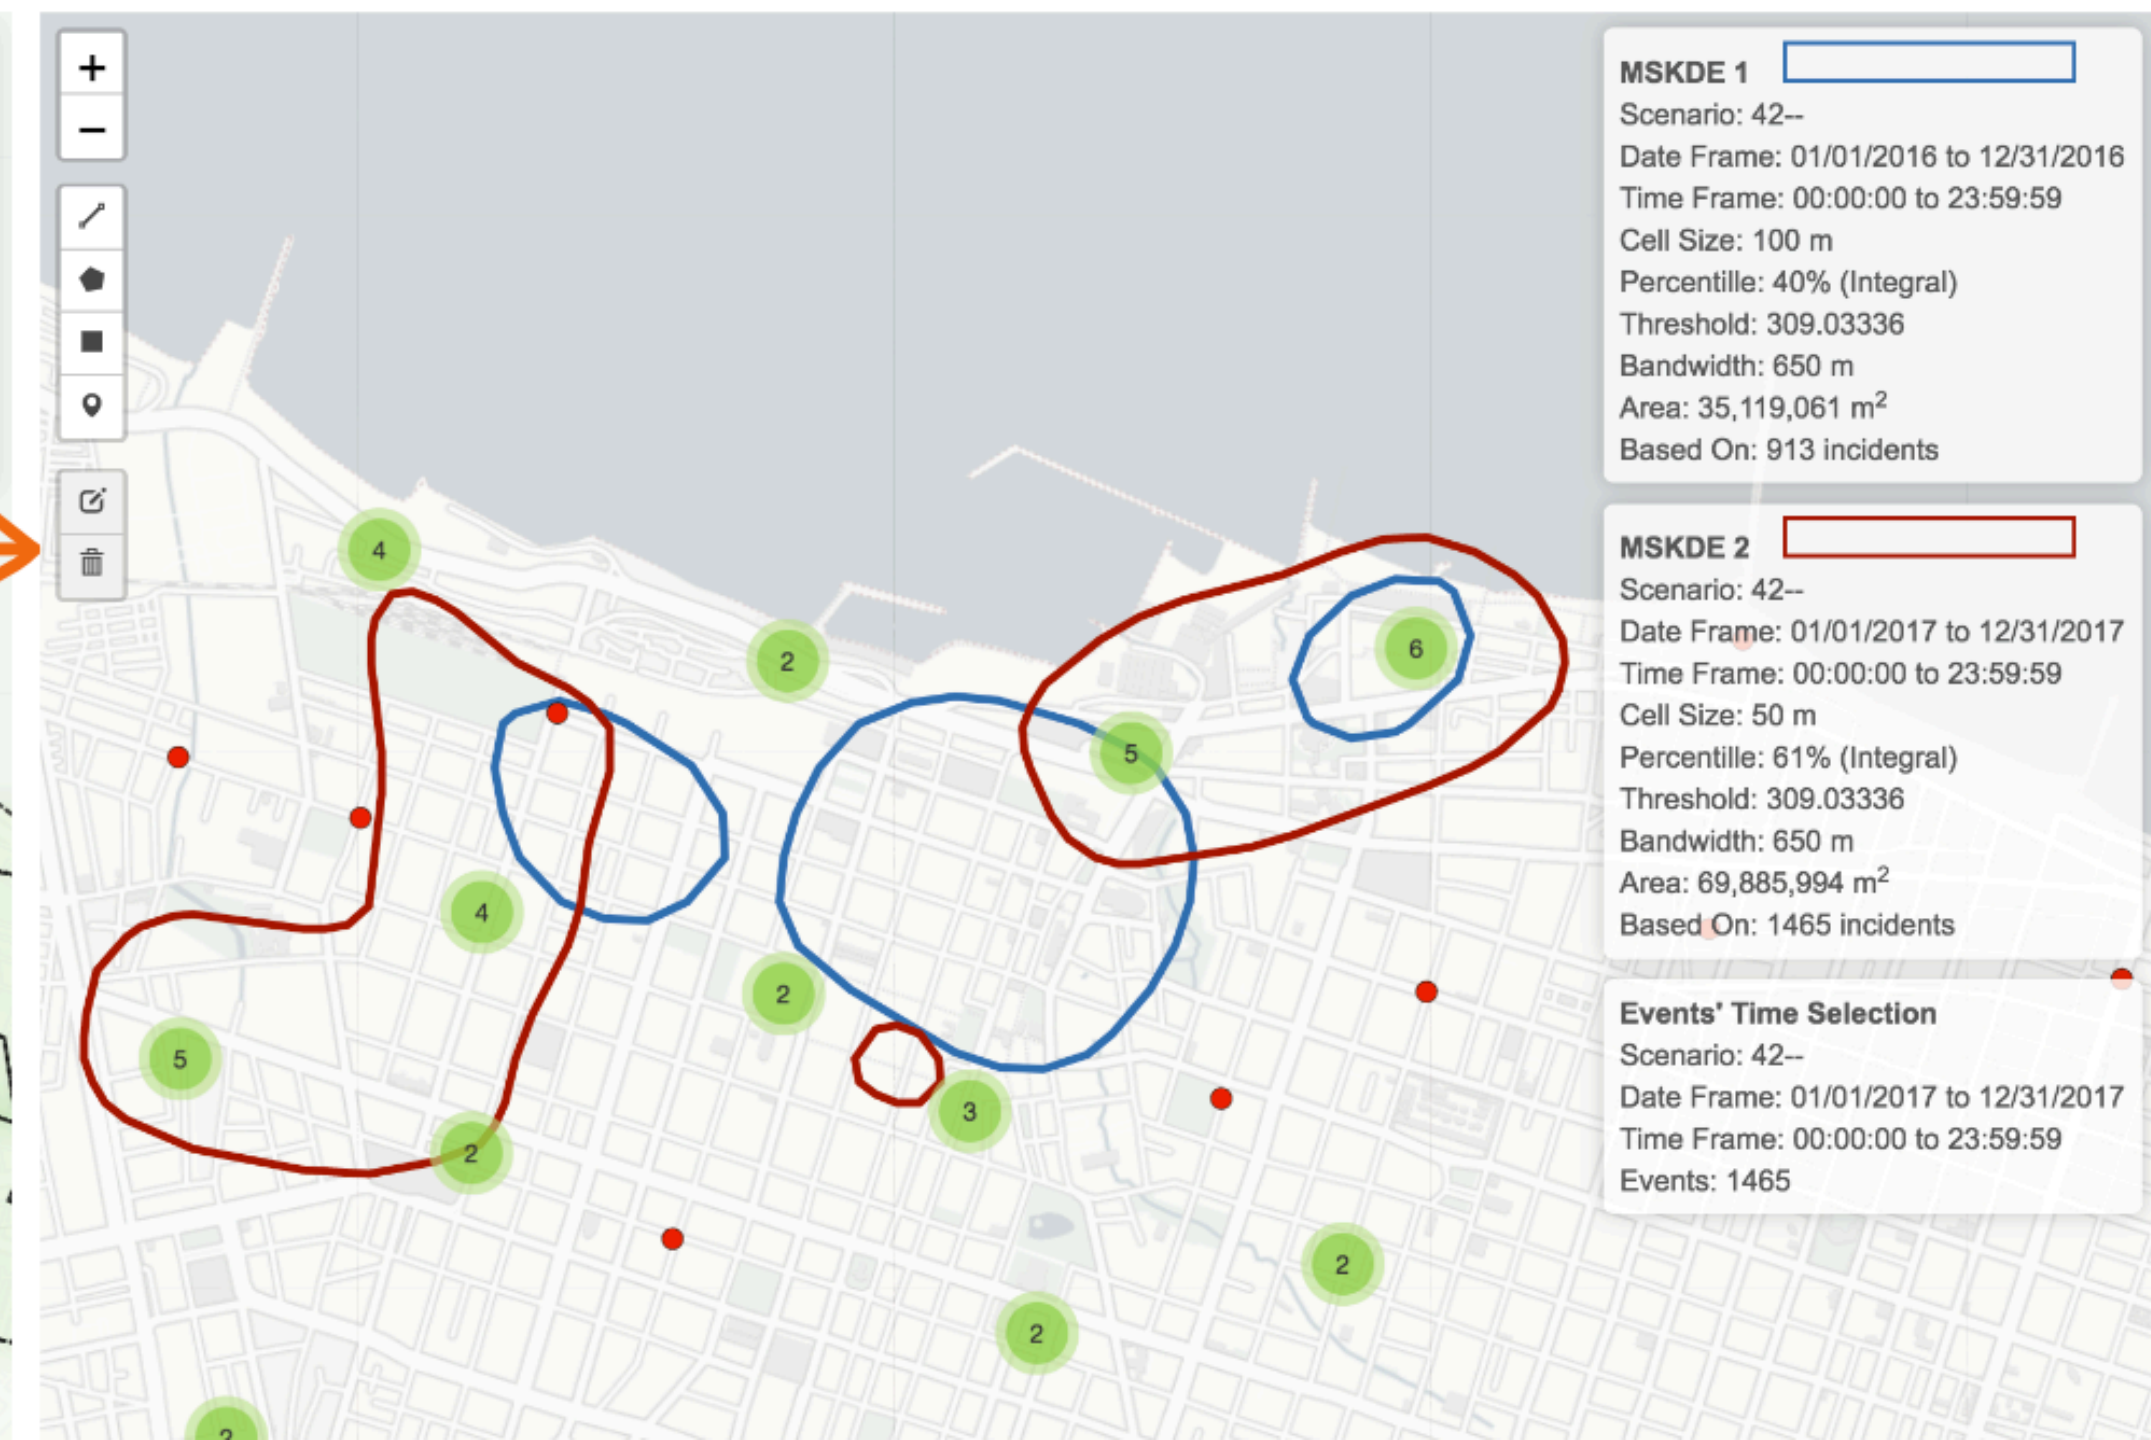 +
−
4
2
6
5
4
2
5
3
2
2
2
MSKDE 1
Scenario: 42--
Date Frame: 01/01/2016 to 12/31/2016
Time Frame: 00:00:00 to 23:59:59
Cell Size: 100 m
Percentille: 40% (Integral)
Threshold: 309.03336
Bandwidth: 650 m
Area: 35,119,061 m²
Based On: 913 incidents
MSKDE 2
Scenario: 42--
Date Frame: 01/01/2017 to 12/31/2017
Time Frame: 00:00:00 to 23:59:59
Cell Size: 50 m
Percentille: 61% (Integral)
Threshold: 309.03336
Bandwidth: 650 m
Area: 69,885,994 m²
Based On: 1465 incidents
Events' Time Selection
Scenario: 42--
Date Frame: 01/01/2017 to 12/31/2017
Time Frame: 00:00:00 to 23:59:59
Events: 1465